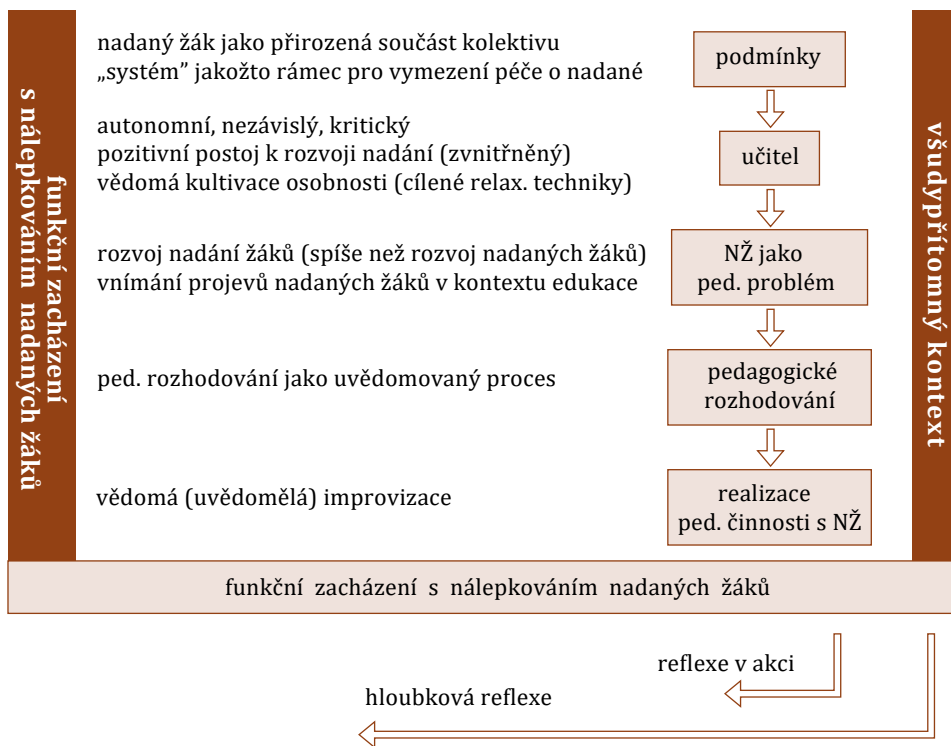 funkční zacházení
s nálepkováním nadaných žáků
nadaný žák jako přirozená součást kolektivu
„systém” jakožto rámec pro vymezení péče o nadané
podmínky
autonomní, nezávislý, kritický
pozitivní postoj k rozvoji nadání (zvnitřněný)
vědomá kultivace osobnosti (cílené relax. techniky)
učitel
rozvoj nadání žáků (spíše než rozvoj nadaných žáků)
vnímání projevů nadaných žáků v kontextu edukace
NŽ jako
ped. problém
ped. rozhodování jako uvědomovaný proces
pedagogické
rozhodování
vědomá (uvědomělá) improvizace
realizace
ped. činnosti s NŽ
všudypřítomný kontext
funkční zacházení s nálepkováním nadaných žáků
reflexe v akci
hloubková reflexe